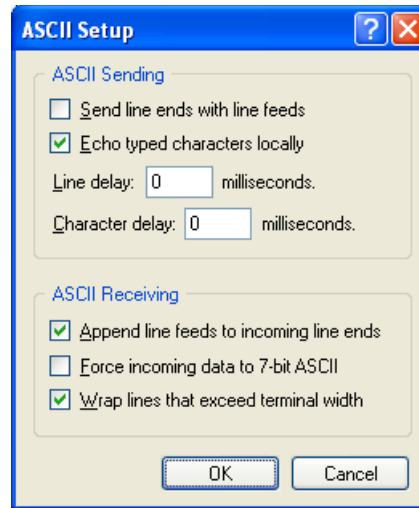 ASCII Setup
ASCII Sending
Send line ends with line feeds
Echo typed characters locally
Line delay: 0 milliseconds.
Character delay: 0 milliseconds.
ASCII Receiving
Append line feeds to incoming line ends
Force incoming data to 7-bit ASCII
Wrap lines that exceed terminal width
OK Cancel